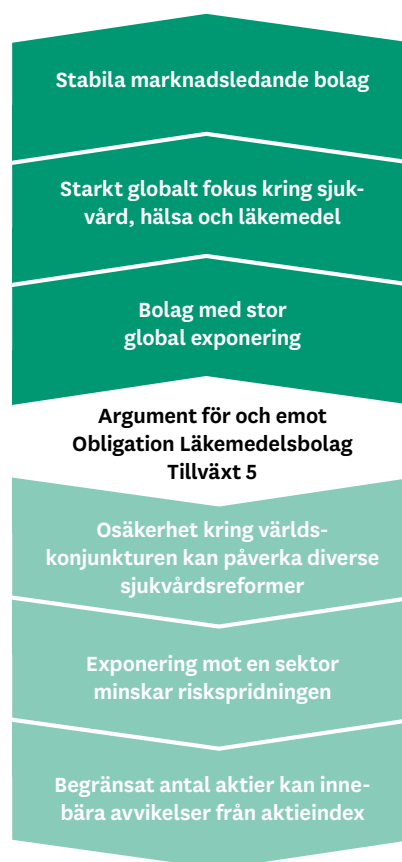 Stabila marknadsledande bolag
Starkt globalt fokus kring sjuk-
vård, hälsa och läkemedel
Bolag med stor
global exponering
Argument för och emot
Obligation Läkemedelsbolag
Tillväxt 5
Osäkerhet kring världs-
konjunkturen kan påverka diverse
sjukvårdsreformer
Exponering mot en sektor
minskar riskspridningen
Begränsat antal aktier kan inne-
bära avvikelser från aktieindex